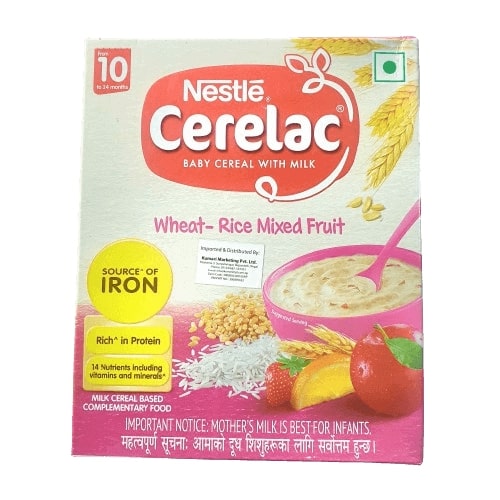 From
10
to 24 months
Nestlé
Cerelac
BABY CEREAL WITH MILK
Wheat- Rice Mixed Fruit
Imported & Distributed By:
Kumari Marketing Pvt. Ltd.
SOURCE^ OF
IRON
Rich^ in Protein
14 Nutrients including
vitamins and minerals^
Suggested Serving
MILK CEREAL BASED
COMPLEMENTARY FOOD
IMPORTANT NOTICE: MOTHER'S MILK IS BEST FOR INFANTS.
महत्वपूर्ण सूचना: आमाको दूध शिशुहरूका लागि सर्वोत्तम हुन्छ।